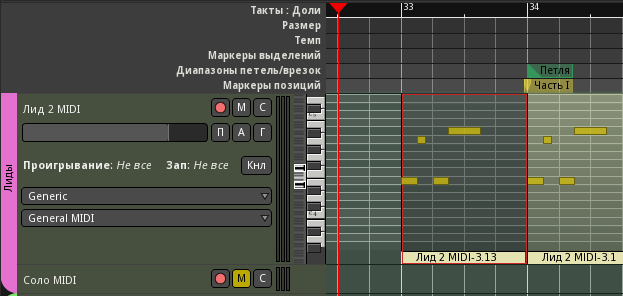 Такты : Доли
33
34
Размер
Темп
Маркеры выделений
Диапазоны петель/врезок
Петля
Маркеры позиций
Часть I
Лиды
Лид 2 MIDI
М
С
П
А
Г
Проигрывание: Не все
Зап: Не все
Кнл
Generic
General MIDI
Лид 2 MIDI-3.13
Лид 2 MIDI-3.1
Соло MIDI
М
С